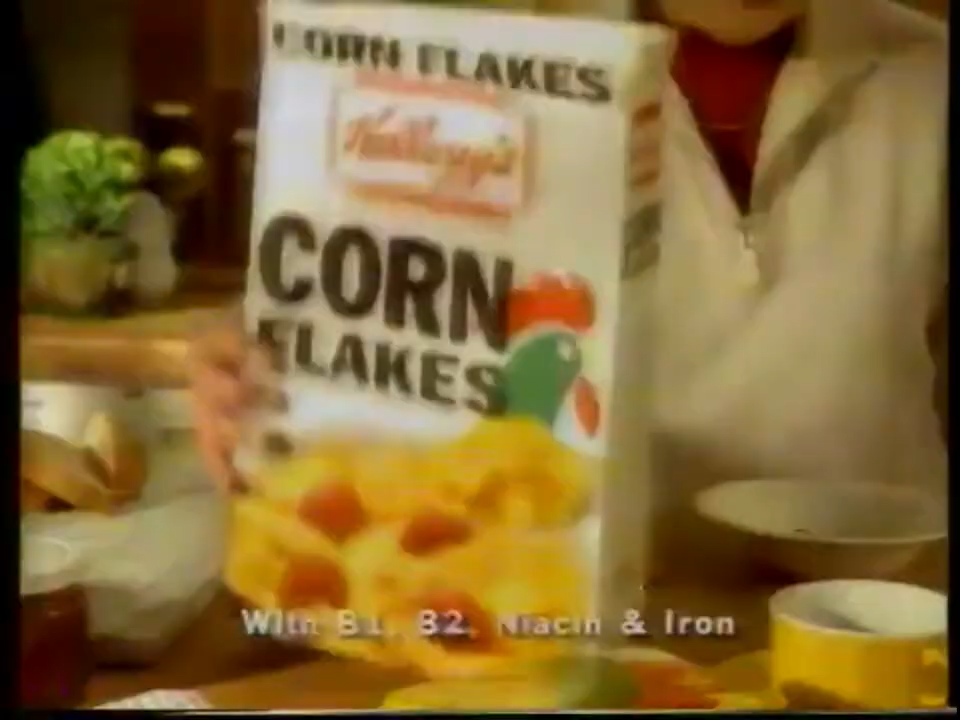 CORN FLAKES
Kellogg's
CORN
FLAKES
With B1, B2, Niacin & Iron